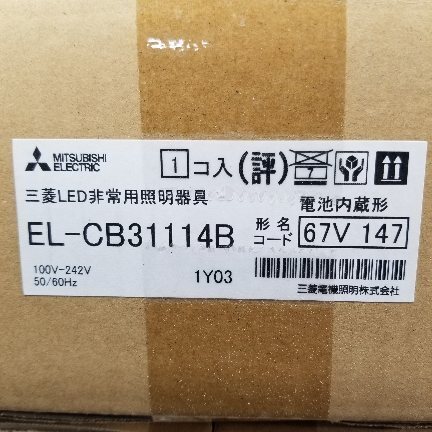 MITSUBISHI
ELECTRIC
1コ入 (評) 7
三菱LED非常用照明器具
電池内蔵形
EL-CB31114B
形名
コード 67V 147
100V-242V
50/60Hz
1Y03
三菱電機照明株式会社